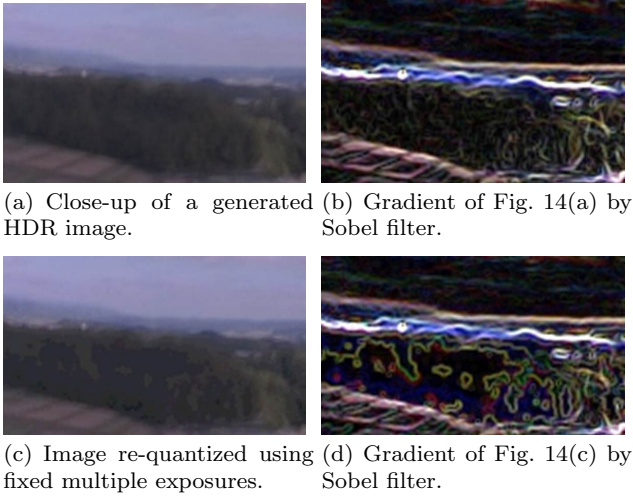 (a) Close-up of a generated
HDR image.
(b) Gradient of Fig. 14(a) by
Sobel filter.
(c) Image re-quantized using
fixed multiple exposures.
(d) Gradient of Fig. 14(c) by
Sobel filter.